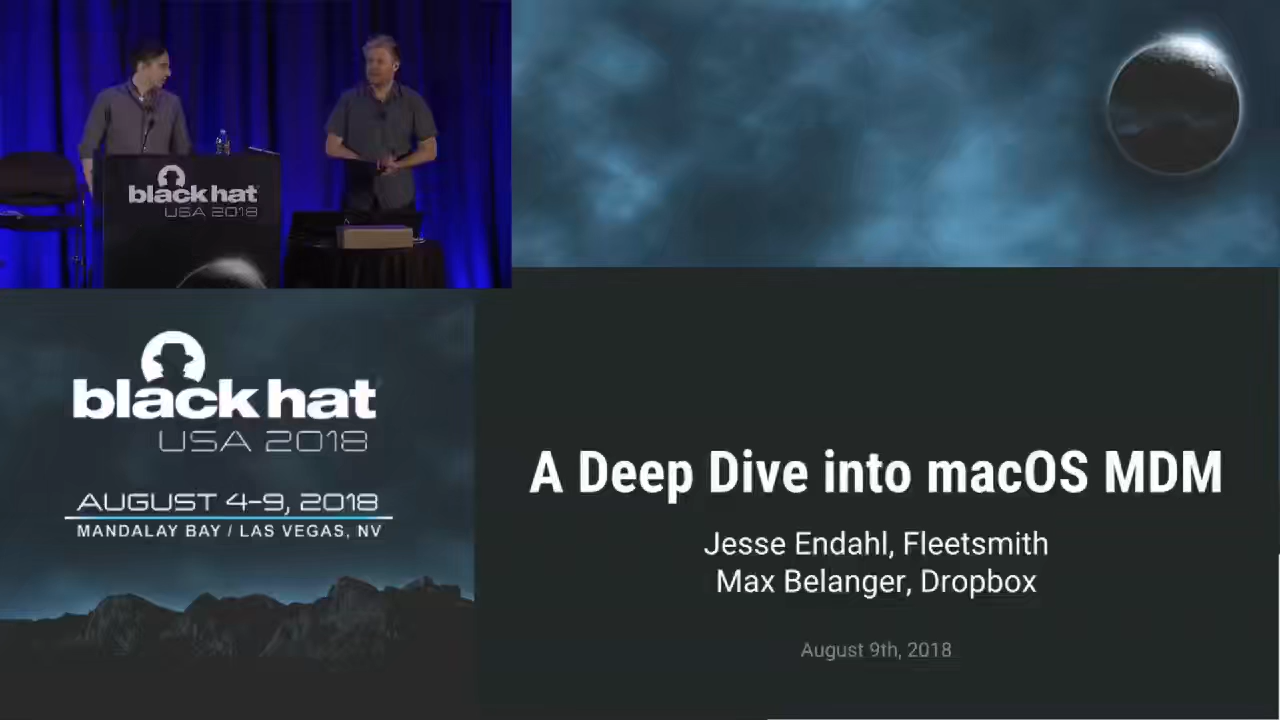 black hat
USA 2018
black hat
USA 2018
AUGUST 4-9, 2018
MANDALAY BAY / LAS VEGAS, NV
A Deep Dive into macOS MDM
Jesse Endahl, Fleetsmith
Max Belanger, Dropbox
August 9th, 2018